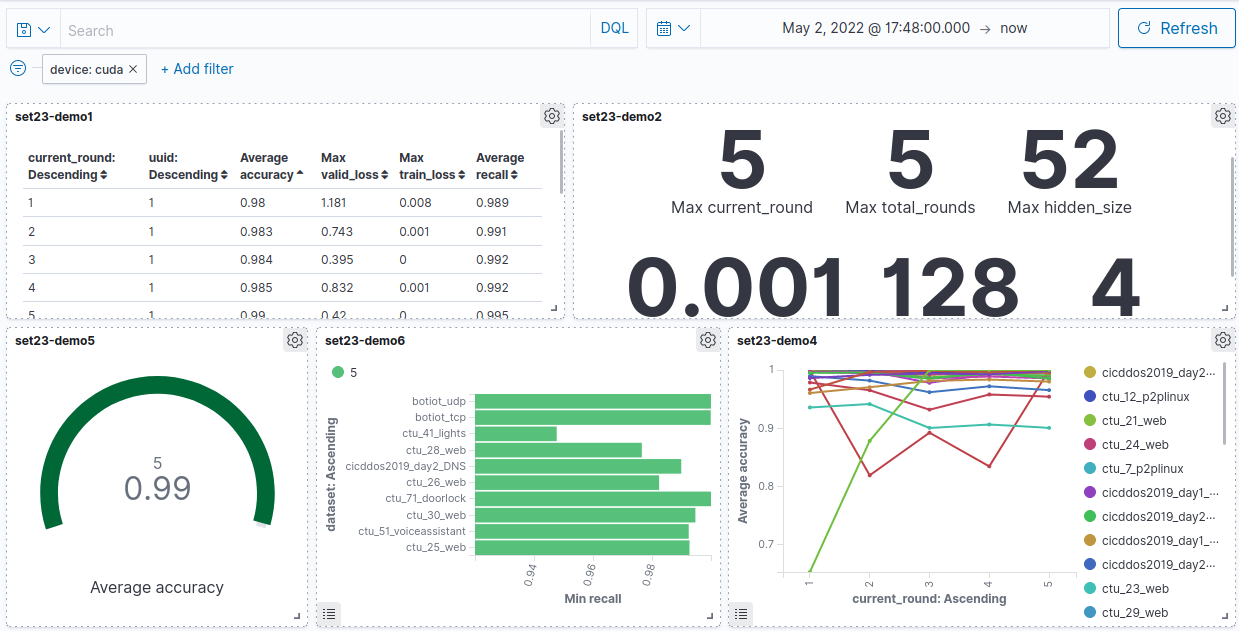 Search
DQL
May 2, 2022 @ 17:48:00.000 → now
Refresh
device: cuda ×
+ Add filter
set23-demo1
current_round: Descending uuid: Descending Average accuracy Max valid_loss Max train_loss Average recall
1 1 0.98 1.181 0.008 0.989
2 1 0.983 0.743 0.001 0.991
3 1 0.984 0.395 0 0.992
4 1 0.985 0.832 0.001 0.992
5 1 0.99 0.42 0 0.995
set23-demo2
5 5 52
Max current_round Max total_rounds Max hidden_size
0.001 128 4
set23-demo5
5
0.99
Average accuracy
set23-demo6
5
dataset: Ascending
botiot_udp
botiot_tcp
ctu_41_lights
ctu_28_web
cicddos2019_day2_DNS
ctu_26_web
ctu_71_doorlock
ctu_30_web
ctu_51_voiceassistant
ctu_25_web
0.94 0.96 0.98
Min recall
set23-demo4
Average accuracy
1
0.9
0.8
0.7
1 2 3 4 5
current_round: Ascending
cicddos2019_day2···
ctu_12_p2plinux
ctu_21_web
ctu_24_web
ctu_7_p2plinux
cicddos2019_day1_···
cicddos2019_day2···
cicddos2019_day1_···
cicddos2019_day2···
ctu_23_web
ctu_29_web